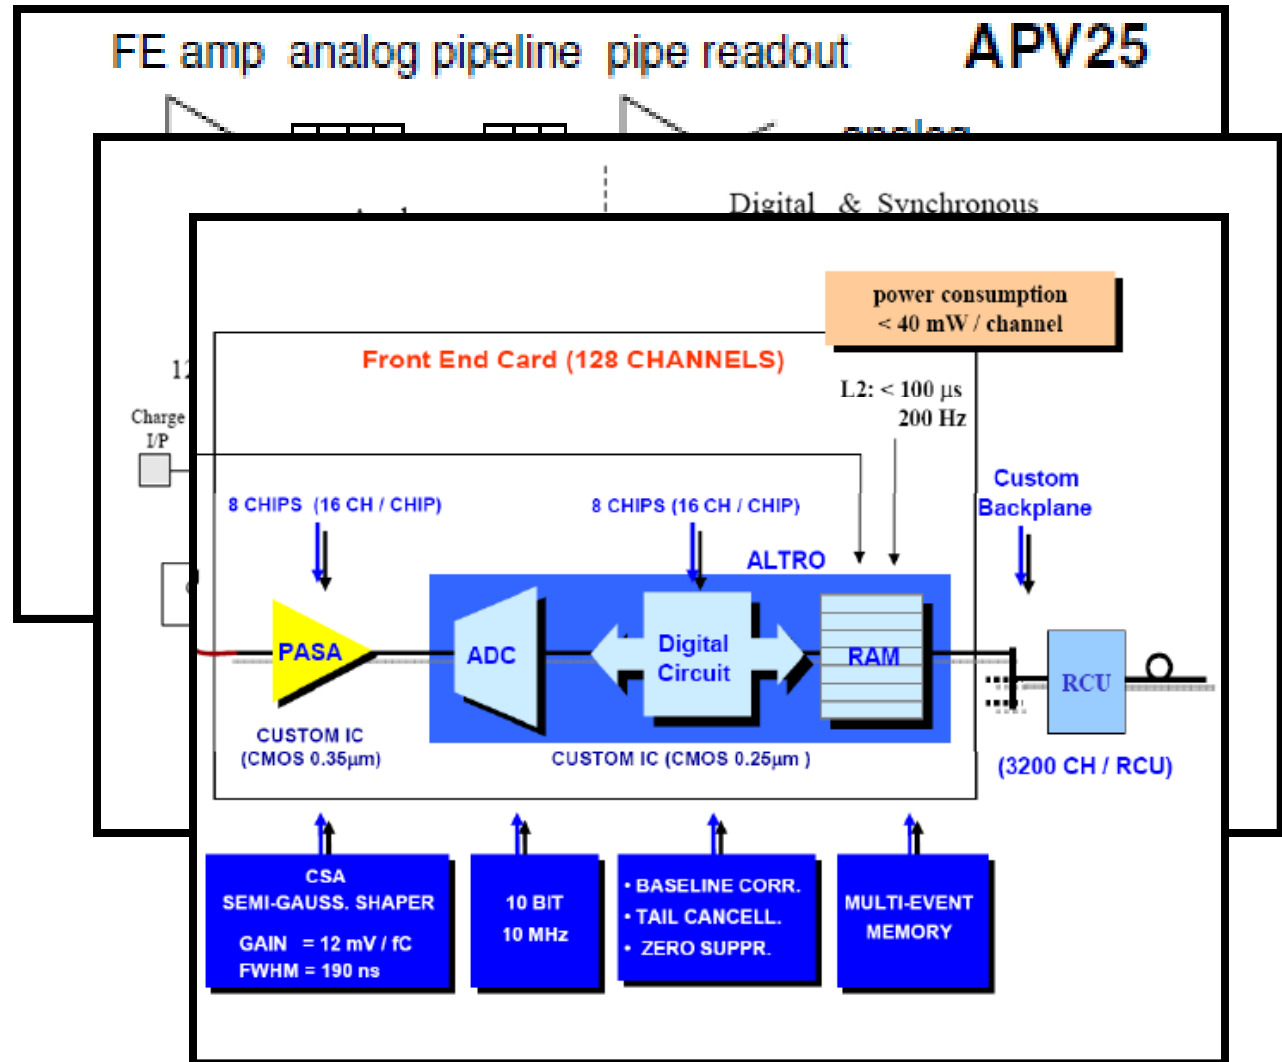 FE amp analog pipeline pipe readout APV25
analog
Digital & Synchronous
power consumption
< 40 mW / channel
Front End Card (128 CHANNELS)
L2: < 100 μs
200 Hz
Charge
I/P
Custom
Backplane
8 CHIPS (16 CH / CHIP)
8 CHIPS (16 CH / CHIP)
ALTRO
PASA
ADC
Digital
Circuit
RAM
RCU
CUSTOM IC
(CMOS 0.35μm)
CUSTOM IC (CMOS 0.25μm )
(3200 CH / RCU)
CSA
SEMI-GAUSS. SHAPER
GAIN = 12 mV / fC
FWHM = 190 ns
10 BIT
10 MHz
• BASELINE CORR.
• TAIL CANCELL.
• ZERO SUPPR.
MULTI-EVENT
MEMORY